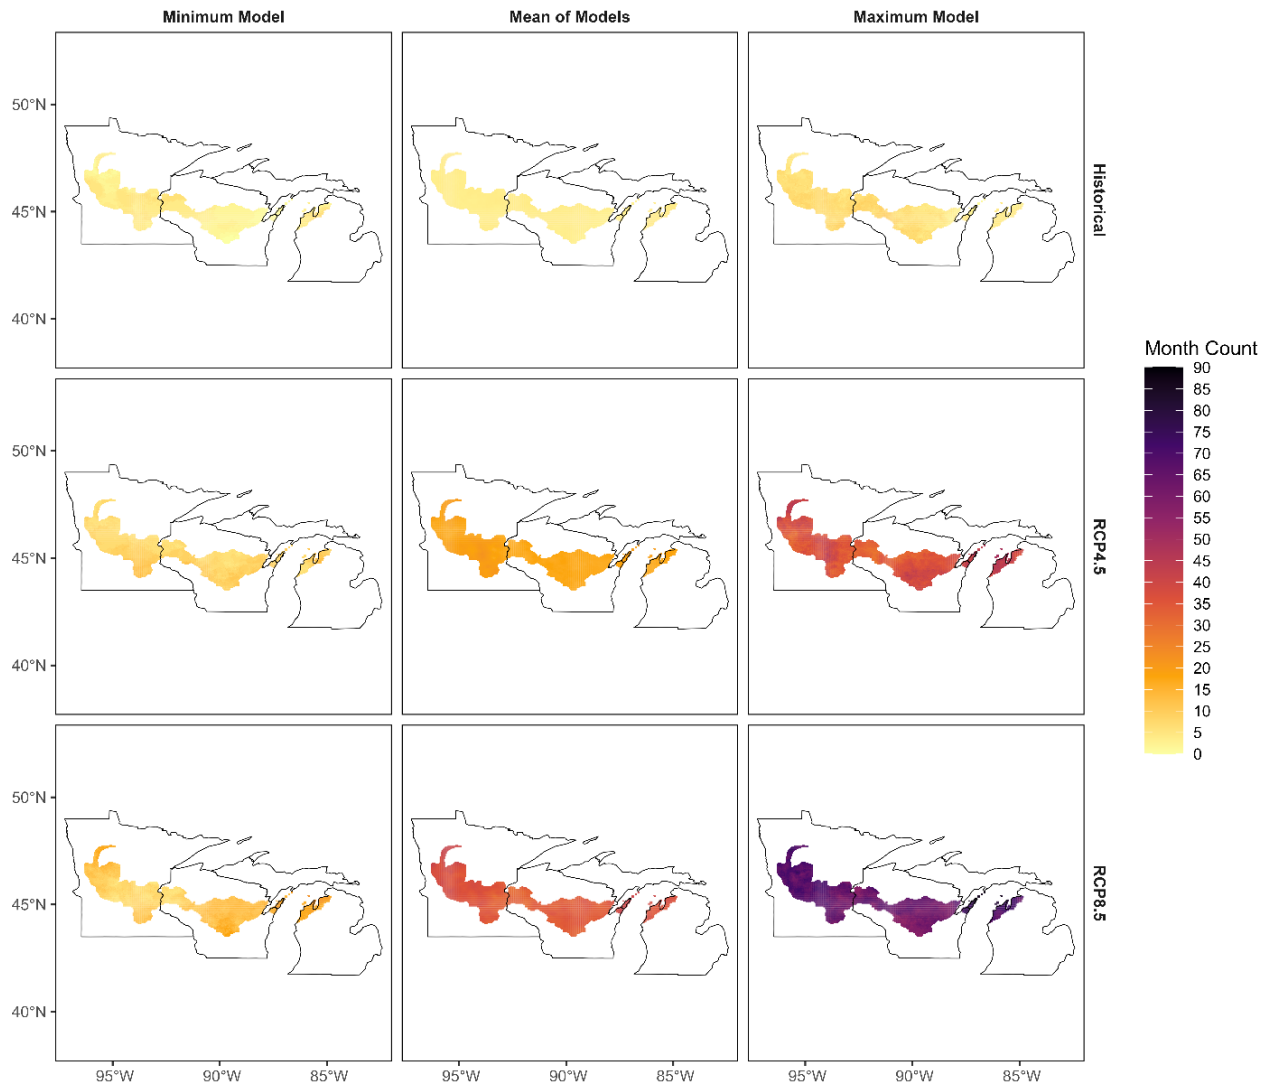 Minimum Model Mean of Models Maximum Model
50°N
45°N
40°N
Historical
50°N
45°N
40°N
RCP4.5
50°N
45°N
40°N
RCP8.5
95°W 90°W 85°W 95°W 90°W 85°W 95°W 90°W 85°W
Month Count
90
85
80
75
70
65
60
55
50
45
40
35
30
25
20
15
10
5
0